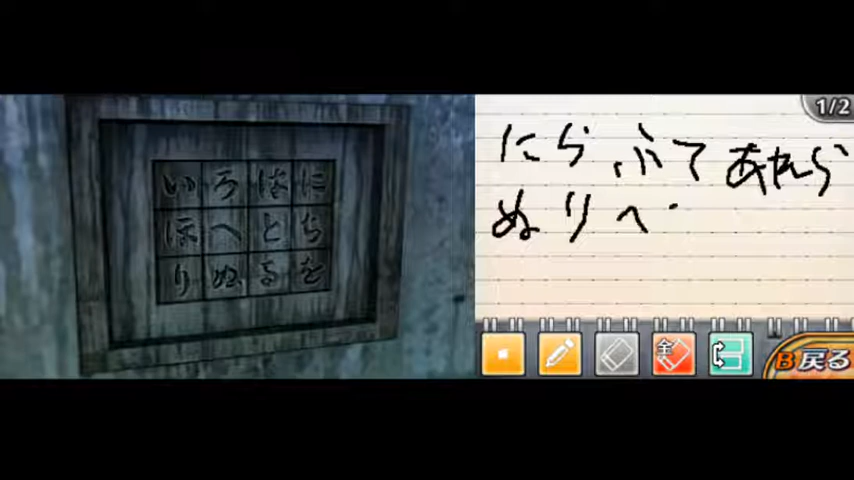 いろはに
ほへとち
りぬるを
1/2
にら ふて あれら
ぬり へ
全
B戻る